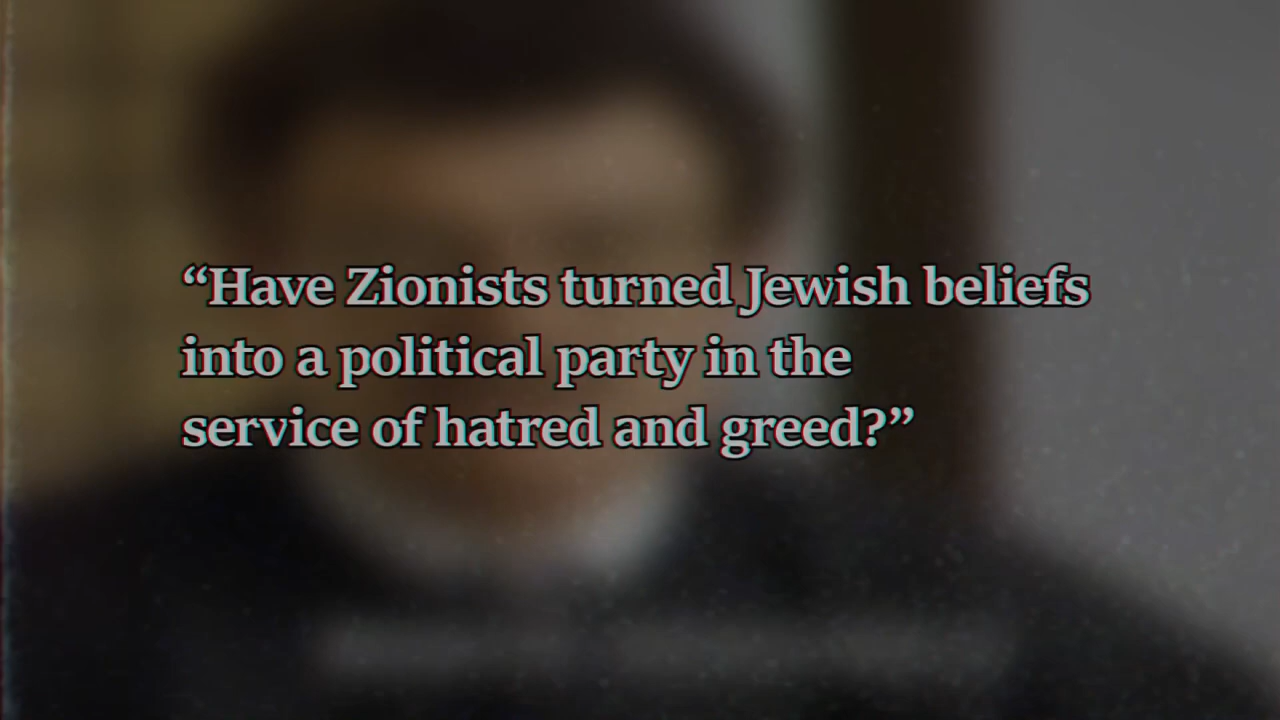 “Have Zionists turned Jewish beliefs
into a political party in the
service of hatred and greed?”